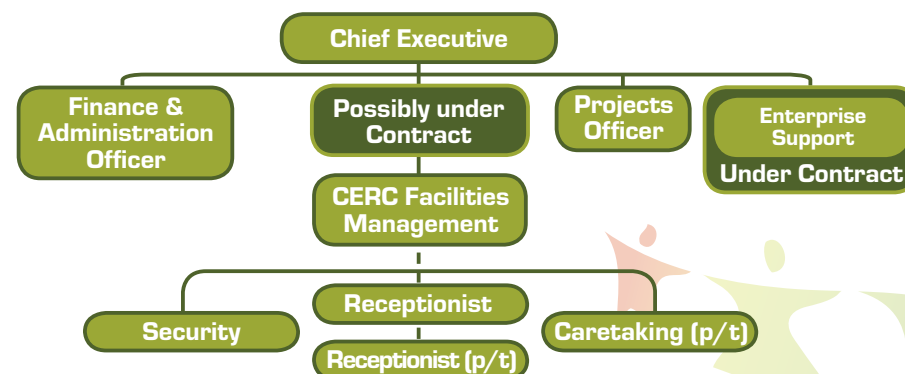 Chief Executive
Finance &
Administration
Officer
Possibly under
Contract
Projects
Officer
Enterprise
Support
Under Contract
CERC Facilities
Management
Security
Receptionist
Caretaking (p/t)
Receptionist (p/t)